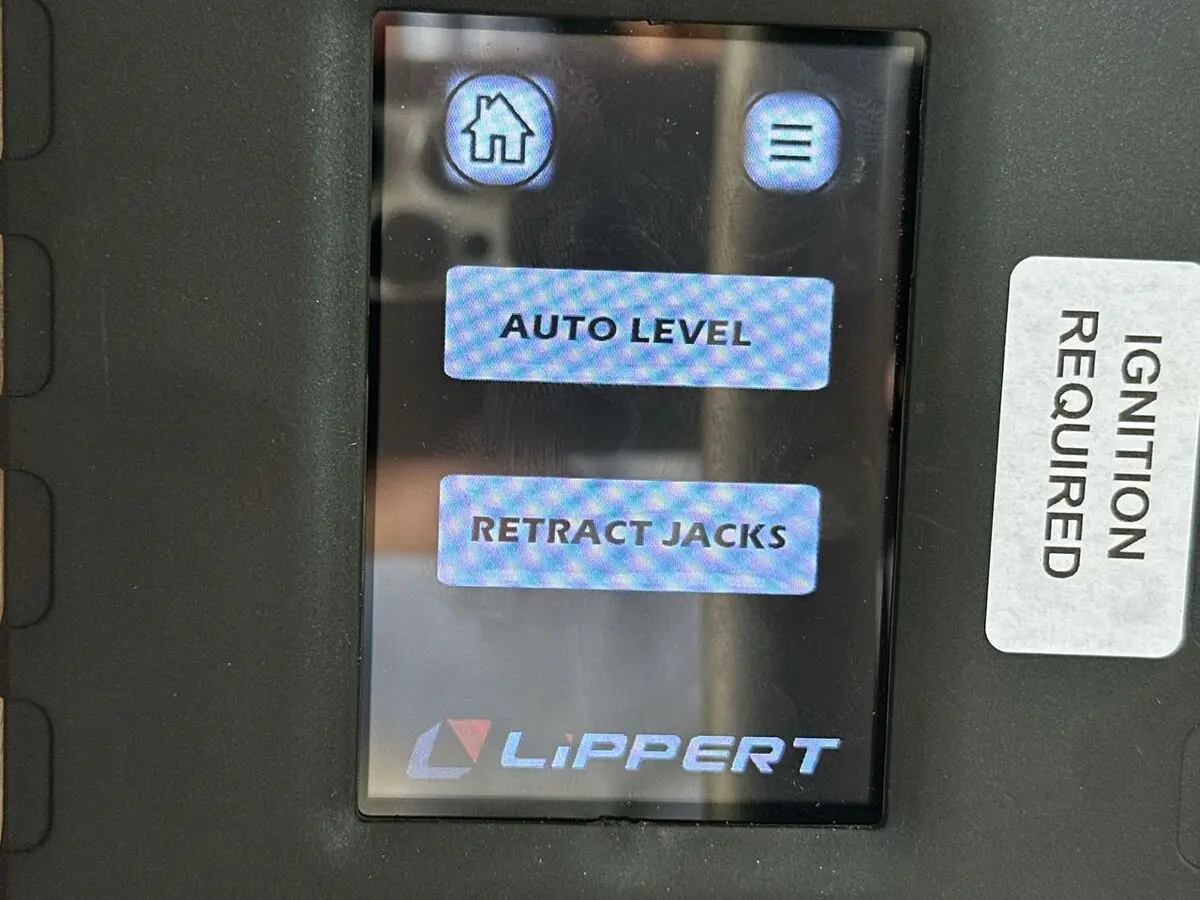 AUTO LEVEL
RETRACT JACKS
LiPPERT
IGNITION
REQUIRED